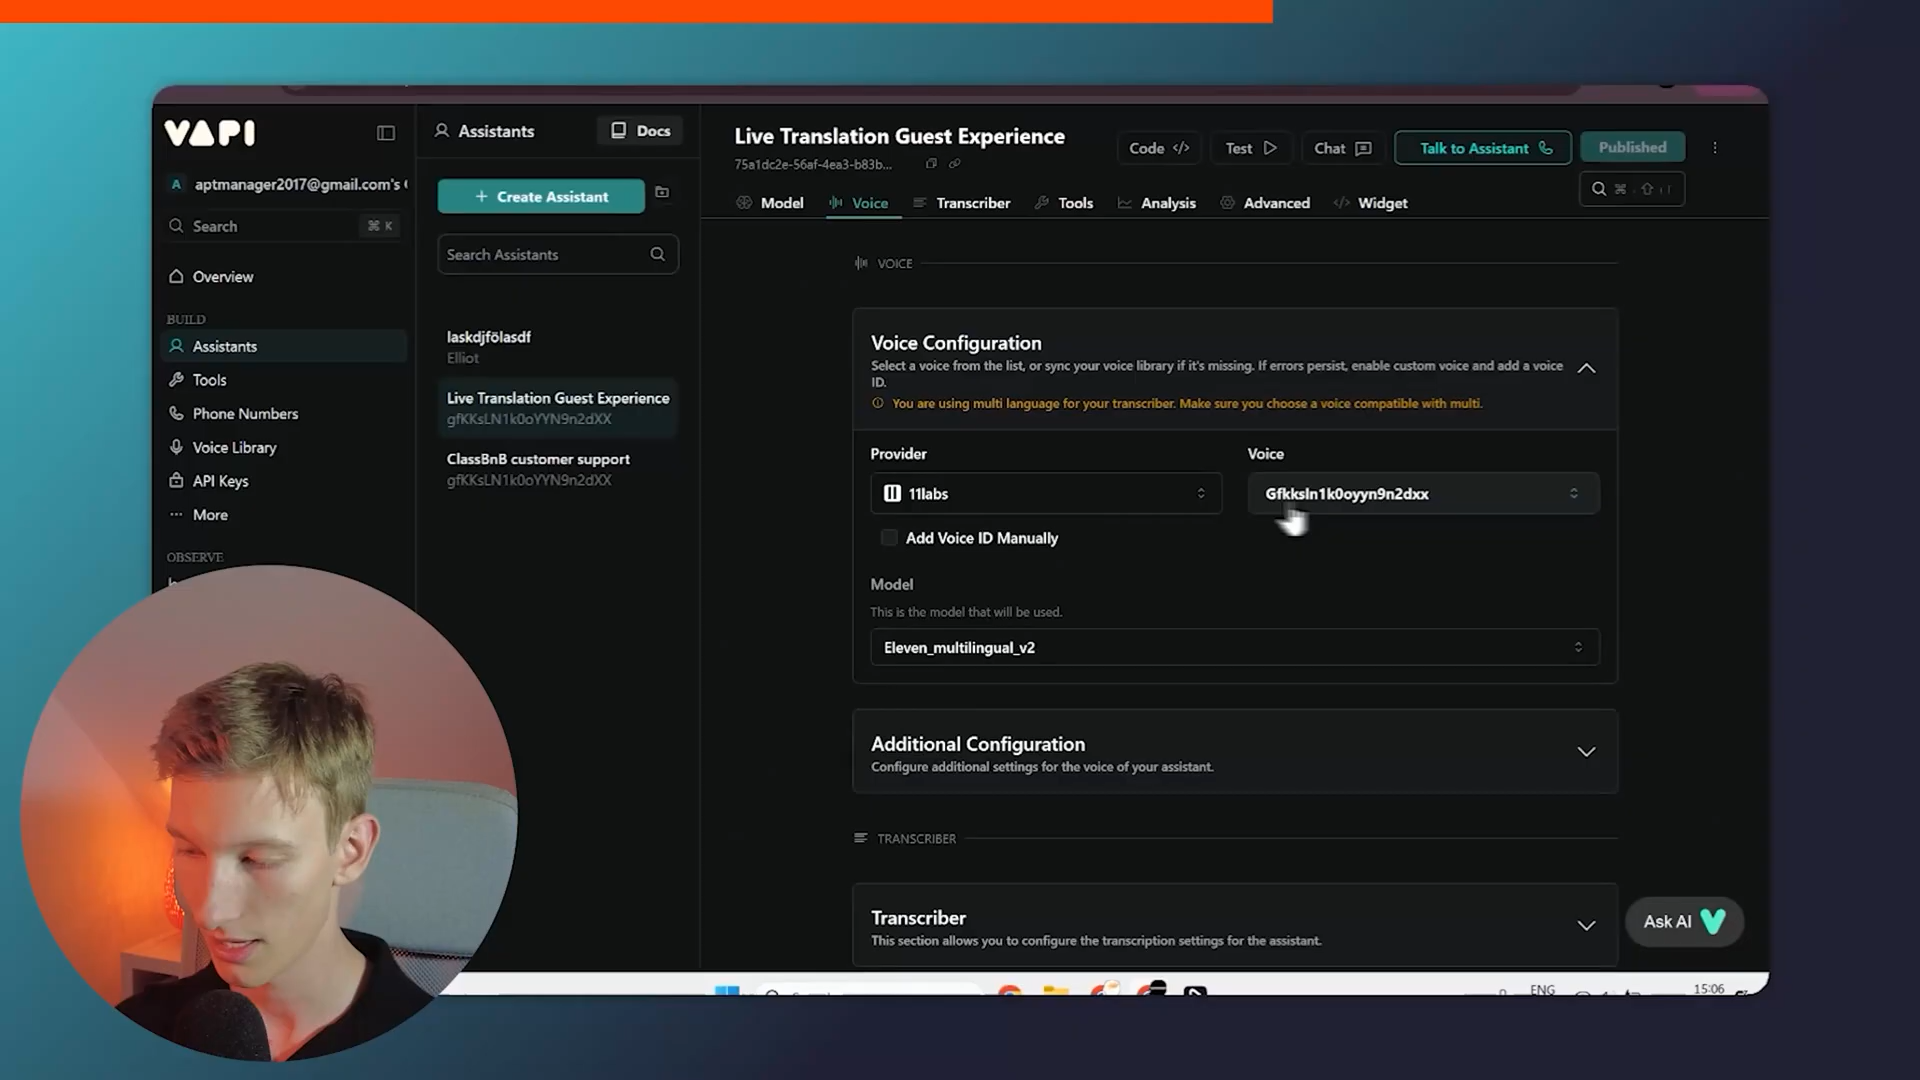 VAPI
aptmanager2017@gmail.com's
Search
⌘ K
Overview
BUILD
Assistants
Tools
Phone Numbers
Voice Library
API Keys
More
OBSERVE
Assistants
Docs
+ Create Assistant
Search Assistants
laskdjfölasdf
Elliot
Live Translation Guest Experience
gfKKsLN1k0oYYN9n2dXX
ClassBnB customer support
gfKKsLN1k0oYYN9n2dXX
Live Translation Guest Experience
75a1dc2e-56af-4ea3-b83b...
Code
Test
Chat
Talk to Assistant
Published
Model
Voice
Transcriber
Tools
Analysis
Advanced
Widget
VOICE
Voice Configuration
Select a voice from the list, or sync your voice library if it's missing. If errors persist, enable custom voice and add a voice
ID.
You are using multi language for your transcriber. Make sure you choose a voice compatible with multi.
Provider
Voice
11labs
Gfkksln1k0oyyn9n2dxx
Add Voice ID Manually
Model
This is the model that will be used.
Eleven_multilingual_v2
Additional Configuration
Configure additional settings for the voice of your assistant.
TRANSCRIBER
Transcriber
This section allows you to configure the transcription settings for the assistant.
Ask AI
ENG
15:06